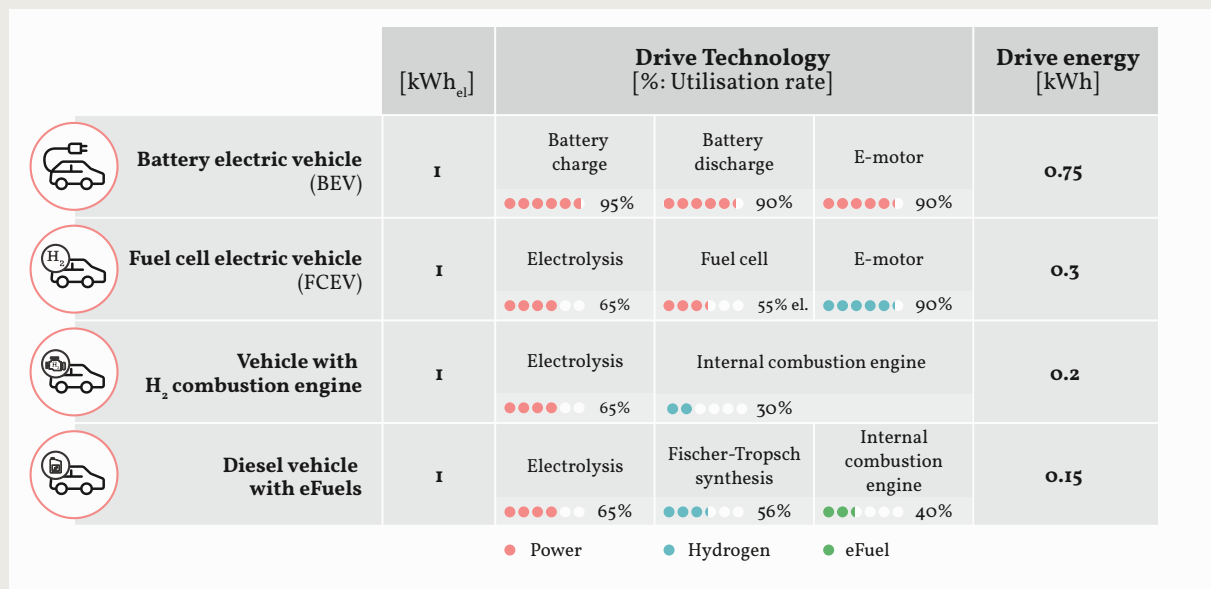 [kWhel]
Drive Technology
[%: Utilisation rate]
Drive energy
[kWh]
Battery electric vehicle
(BEV)
1
Battery
charge
95%
Battery
discharge
90%
E-motor
90%
0.75
H2
Fuel cell electric vehicle
(FCEV)
1
Electrolysis
65%
Fuel cell
55% el.
E-motor
90%
0.3
Vehicle with
H2 combustion engine
1
Electrolysis
65%
Internal combustion engine
30%
0.2
Diesel vehicle
with eFuels
1
Electrolysis
65%
Fischer-Tropsch
synthesis
56%
Internal
combustion
engine
40%
0.15
Power
Hydrogen
eFuel